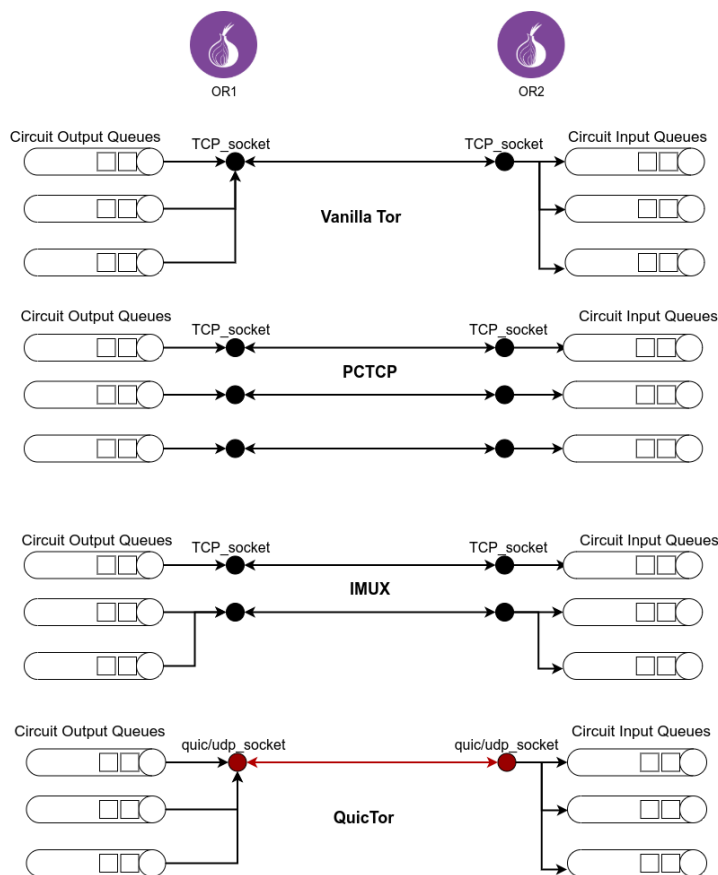 OR1
OR2
Circuit Output Queues
TCP_socket
TCP_socket
Circuit Input Queues
Vanilla Tor
Circuit Output Queues
TCP_socket
TCP_socket
Circuit Input Queues
PCTCP
Circuit Output Queues
TCP_socket
TCP_socket
Circuit Input Queues
IMUX
Circuit Output Queues
quic/udp_socket
quic/udp_socket
Circuit Input Queues
QuicTor